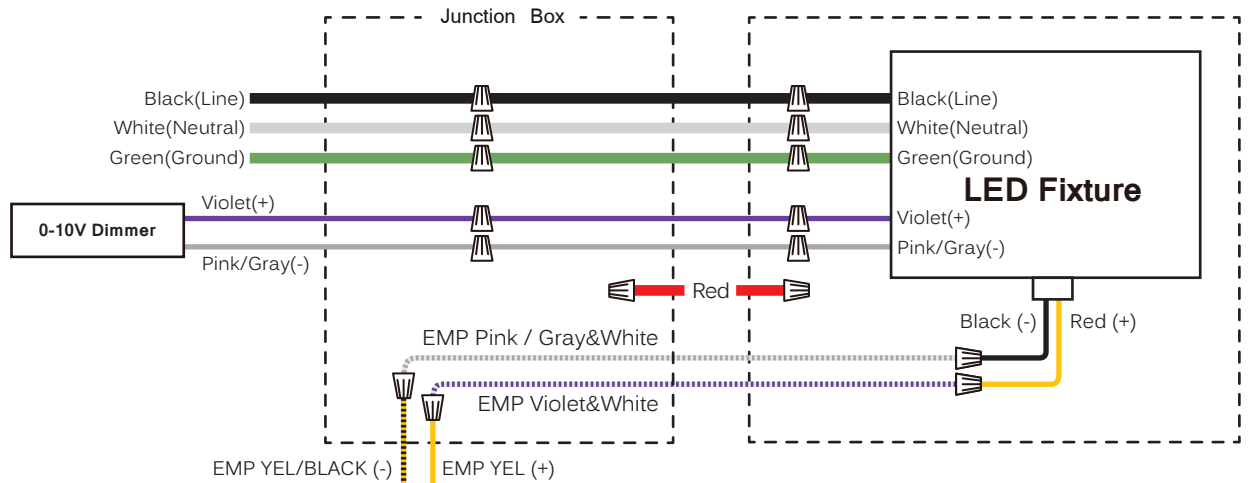 Junction Box
Black(Line)
White(Neutral)
Green(Ground)
Violet(+)
0-10V Dimmer
Pink/Gray(-)
Black(Line)
White(Neutral)
Green(Ground)
LED Fixture
Violet(+)
Pink/Gray(-)
Red
Black (-)
Red (+)
EMP Pink / Gray&White
EMP Violet&White
EMP YEL/BLACK (-)
EMP YEL (+)